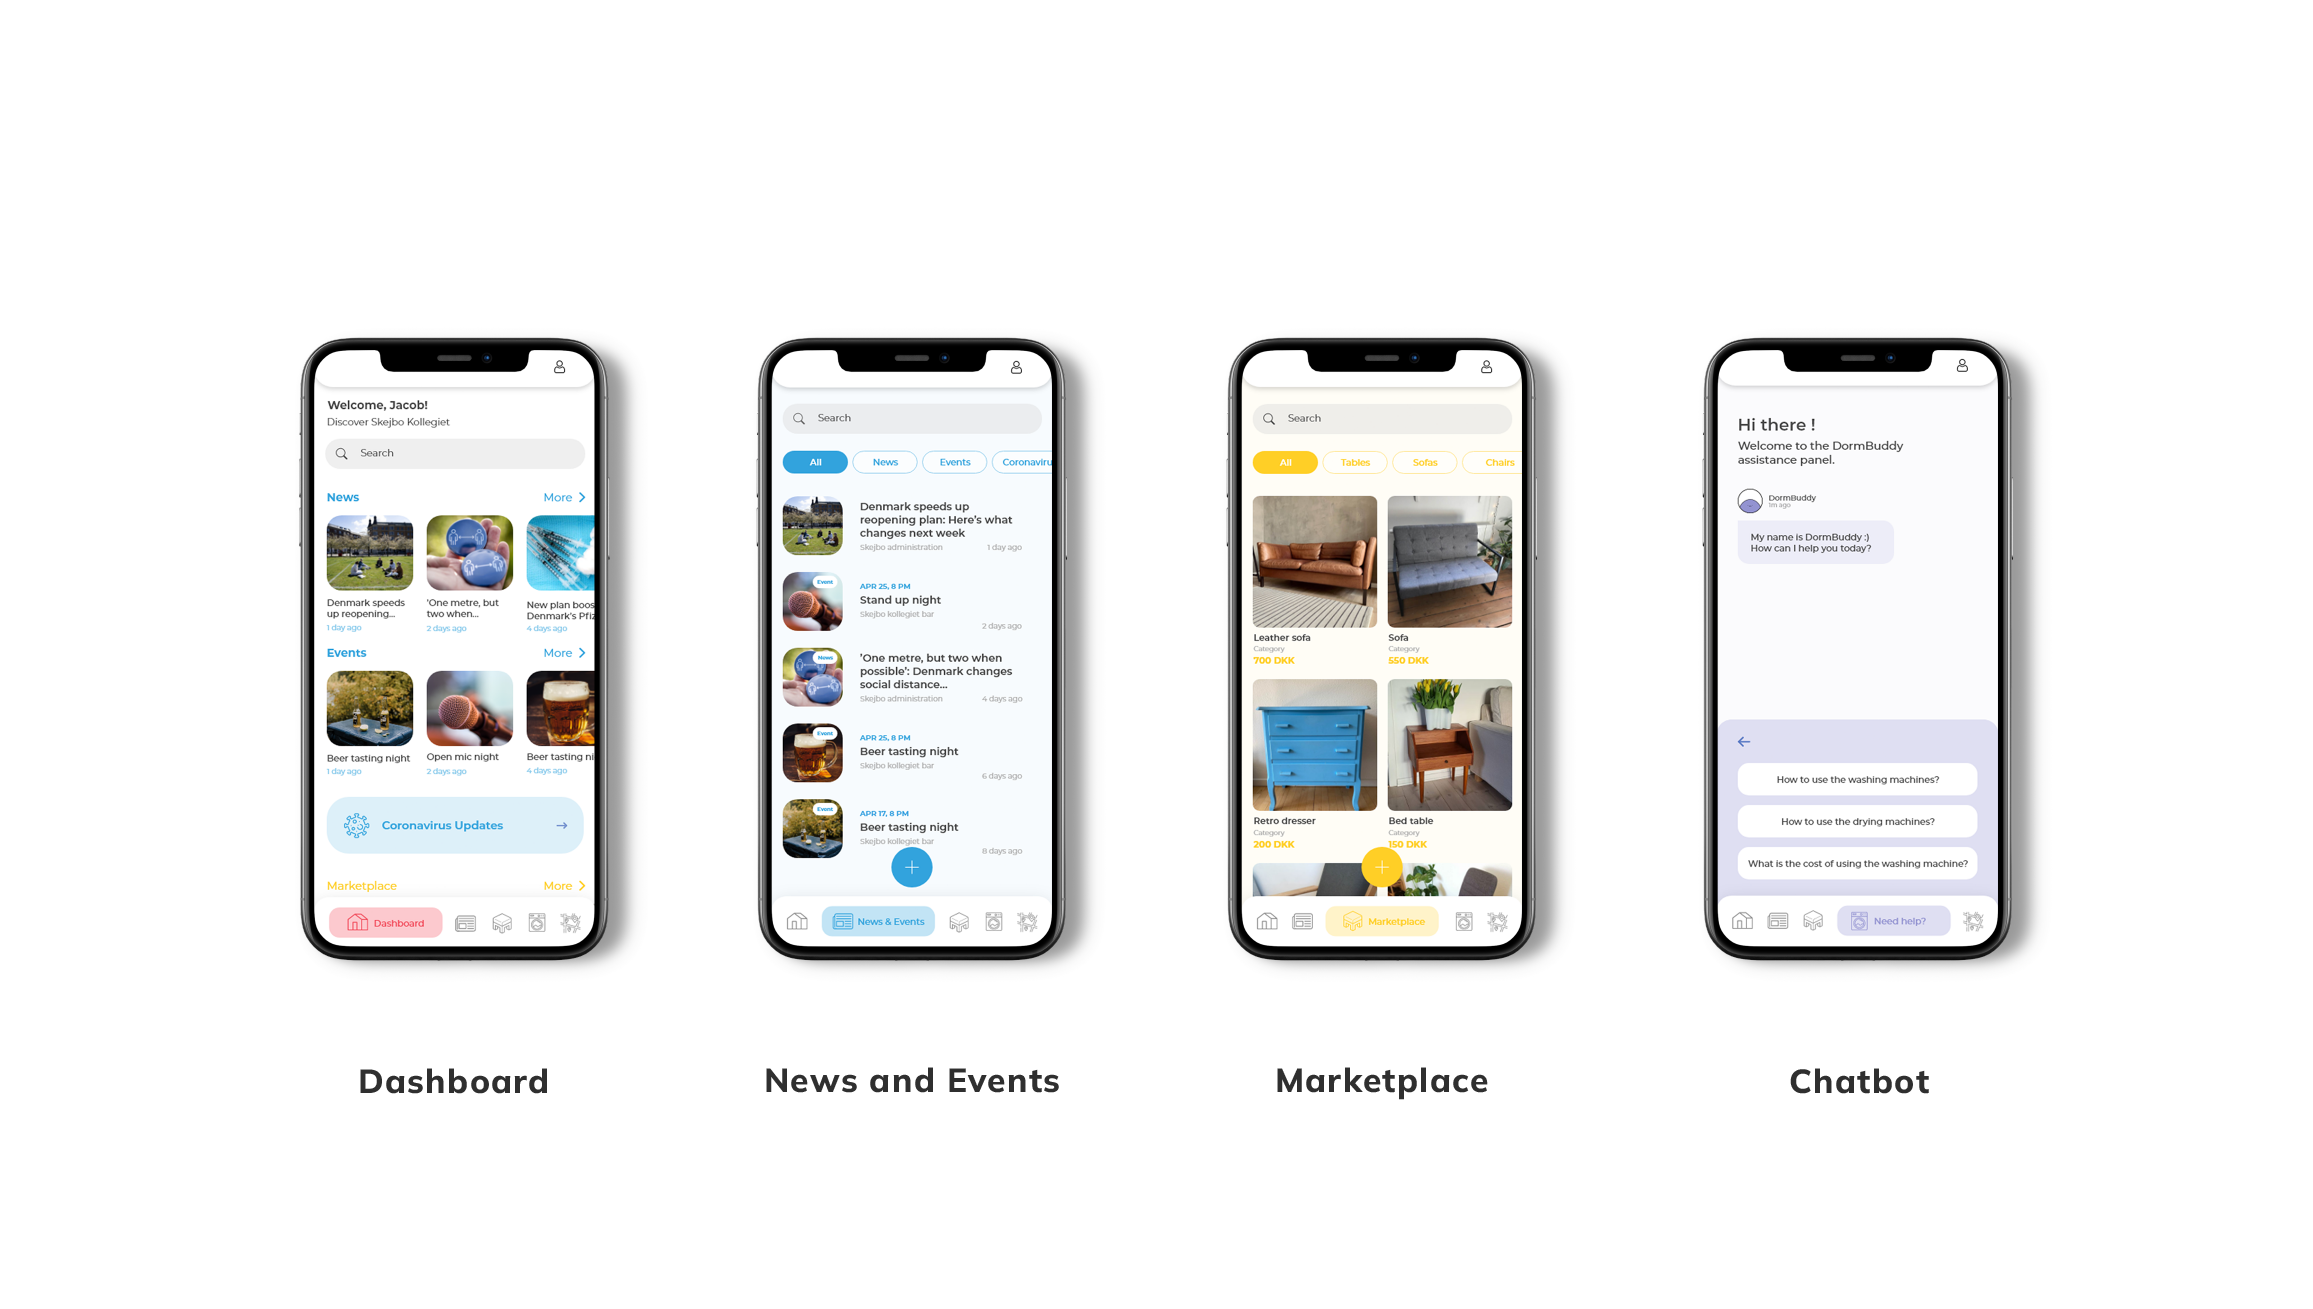 Welcome, Jacob!
Discover Skejbo Kollegiet
Search
News
More
Denmark speeds
up reopening...
1 day ago
'One metre, but
two when...
2 days ago
New plan boos
Denmark's Pfiz
4 days ago
Events
More
Beer tasting night
1 day ago
Open mic night
2 days ago
Beer tasting ni
4 days ago
Coronavirus Updates
Marketplace
More
Dashboard
Search
All
News
Events
Coronaviru
Denmark speeds up
reopening plan: Here's what
changes next week
Skejbo administration
1 day ago
Event
APR 25, 8 PM
Stand up night
Skejbo kollegiet bar
2 days ago
News
'One metre, but two when
possible': Denmark changes
social distance...
Skejbo administration
4 days ago
Event
APR 25, 8 PM
Beer tasting night
Skejbo kollegiet bar
6 days ago
Event
APR 17, 8 PM
Beer tasting night
Skejbo kollegiet bar
8 days ago
News & Events
Search
All
Tables
Sofas
Chairs
Leather sofa
Category
700 DKK
Sofa
Category
550 DKK
Retro dresser
Category
200 DKK
Bed table
Category
150 DKK
Marketplace
Hi there !
Welcome to the DormBuddy
assistance panel.
DormBuddy
1m ago
My name is DormBuddy :)
How can I help you today?
How to use the washing machines?
How to use the drying machines?
What is the cost of using the washing machine?
Need help?
Dashboard
News and Events
Marketplace
Chatbot